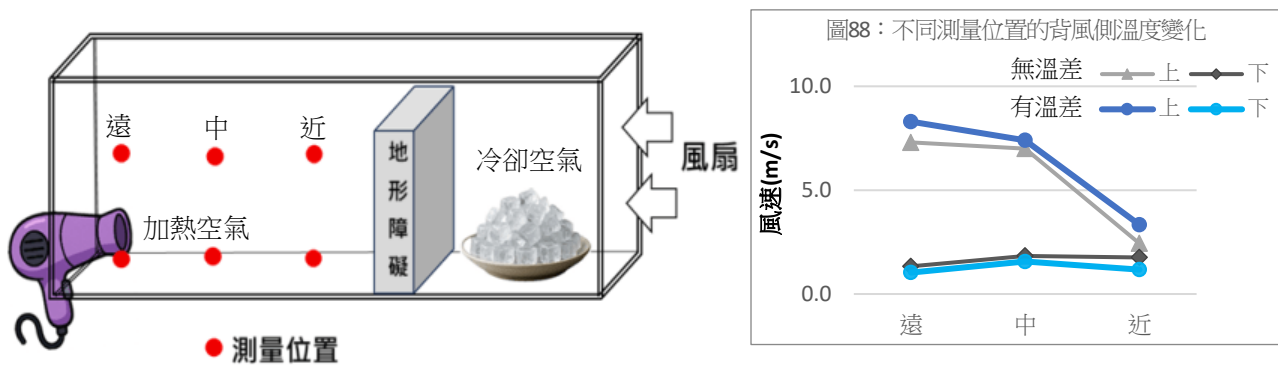 遠 中 近
地形障礙
冷卻空氣
風扇
加熱空氣
測量位置
圖88：不同測量位置的背風側溫度變化
無溫差 上 下
有溫差 上 下
10.0
5.0
0.0
風速(m/s)
遠 中 近